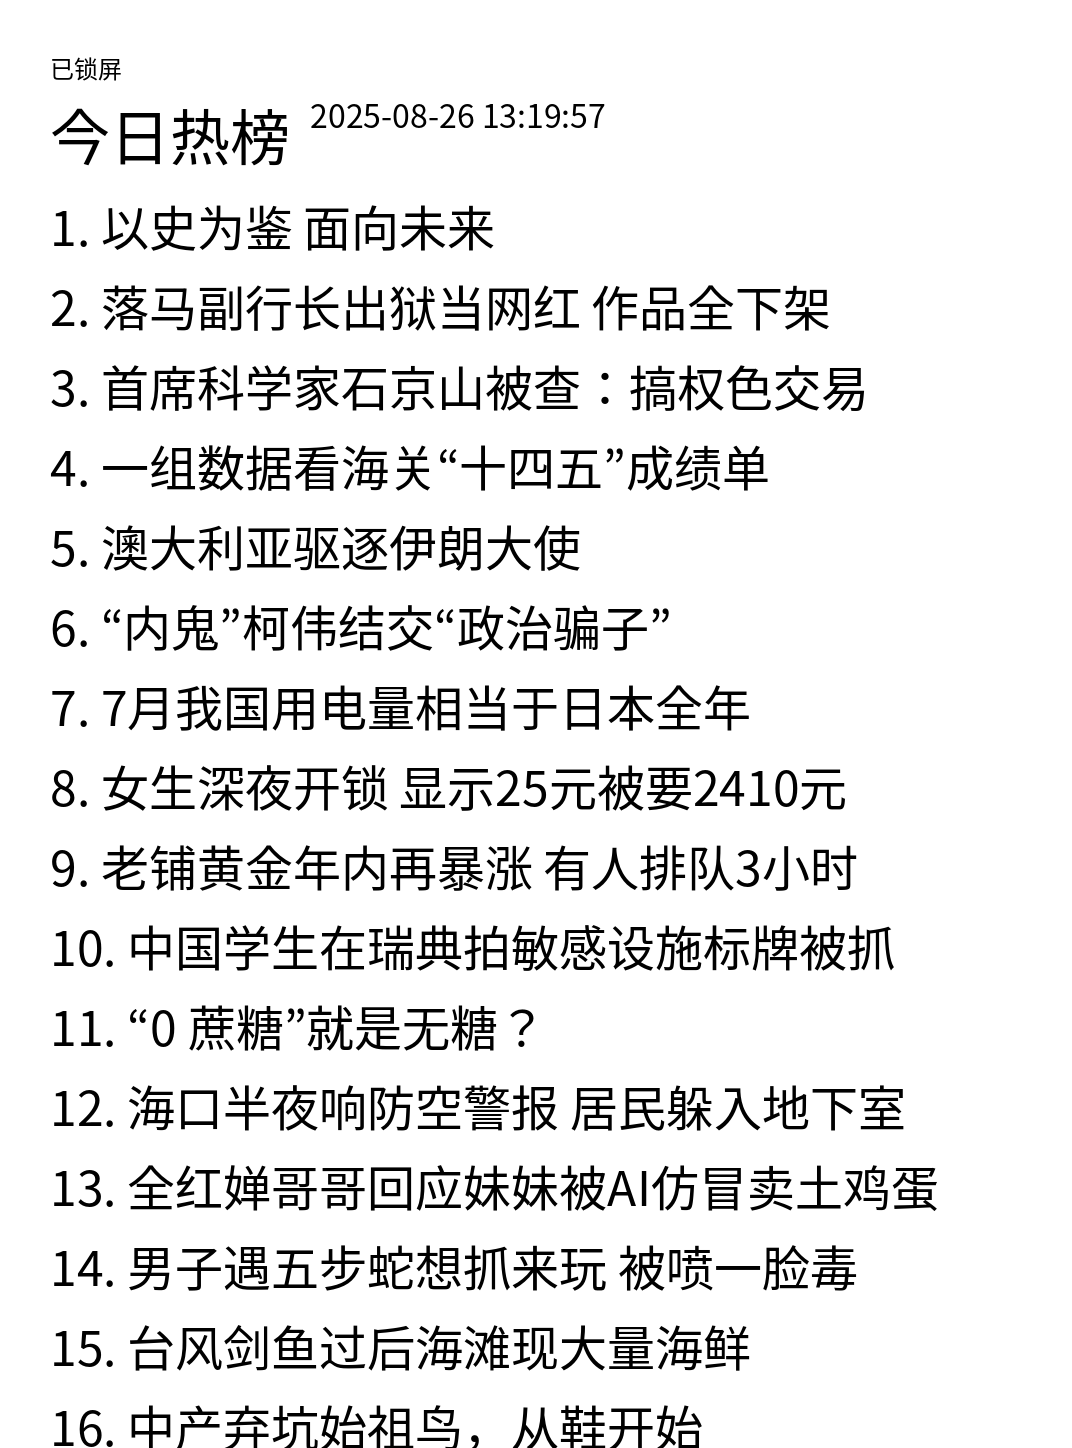 已锁屏
今日热榜 2025-08-26 13:19:57
1. 以史为鉴 面向未来
2. 落马副行长出狱当网红 作品全下架
3. 首席科学家石京山被查：搞权色交易
4. 一组数据看海关“十四五”成绩单
5. 澳大利亚驱逐伊朗大使
6. “内鬼”柯伟结交“政治骗子”
7. 7月我国用电量相当于日本全年
8. 女生深夜开锁 显示25元被要2410元
9. 老铺黄金年内再暴涨 有人排队3小时
10. 中国学生在瑞典拍敏感设施标牌被抓
11. “0 蔗糖”就是无糖？
12. 海口半夜响防空警报 居民躲入地下室
13. 全红婵哥哥回应妹妹被AI仿冒卖土鸡蛋
14. 男子遇五步蛇想抓来玩 被喷一脸毒
15. 台风剑鱼过后海滩现大量海鲜
16. 中产弃坑始祖鸟，从鞋开始